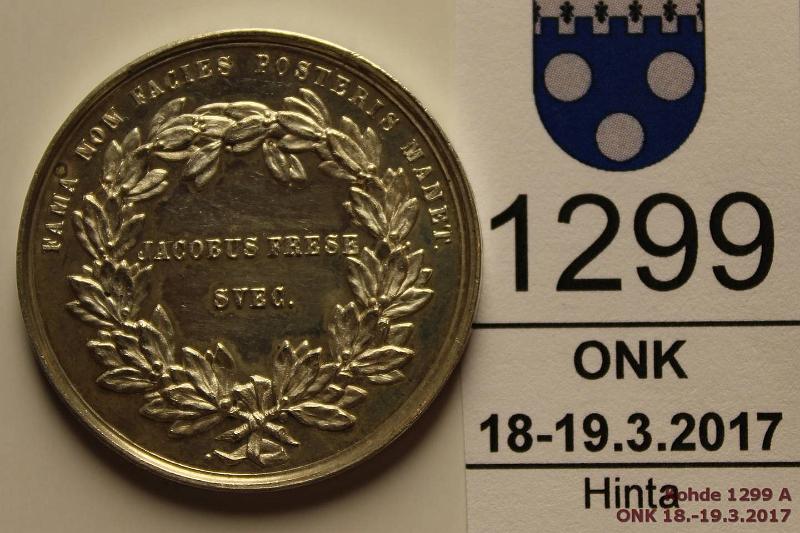 FAMA NON FACIES POSTERIS MANET.
JACOBUS FRESE
SVEC.
1299
ONK
18-19.3.2017
Hinta
Kohde 1299 A
ONK 18.-19.3.2017